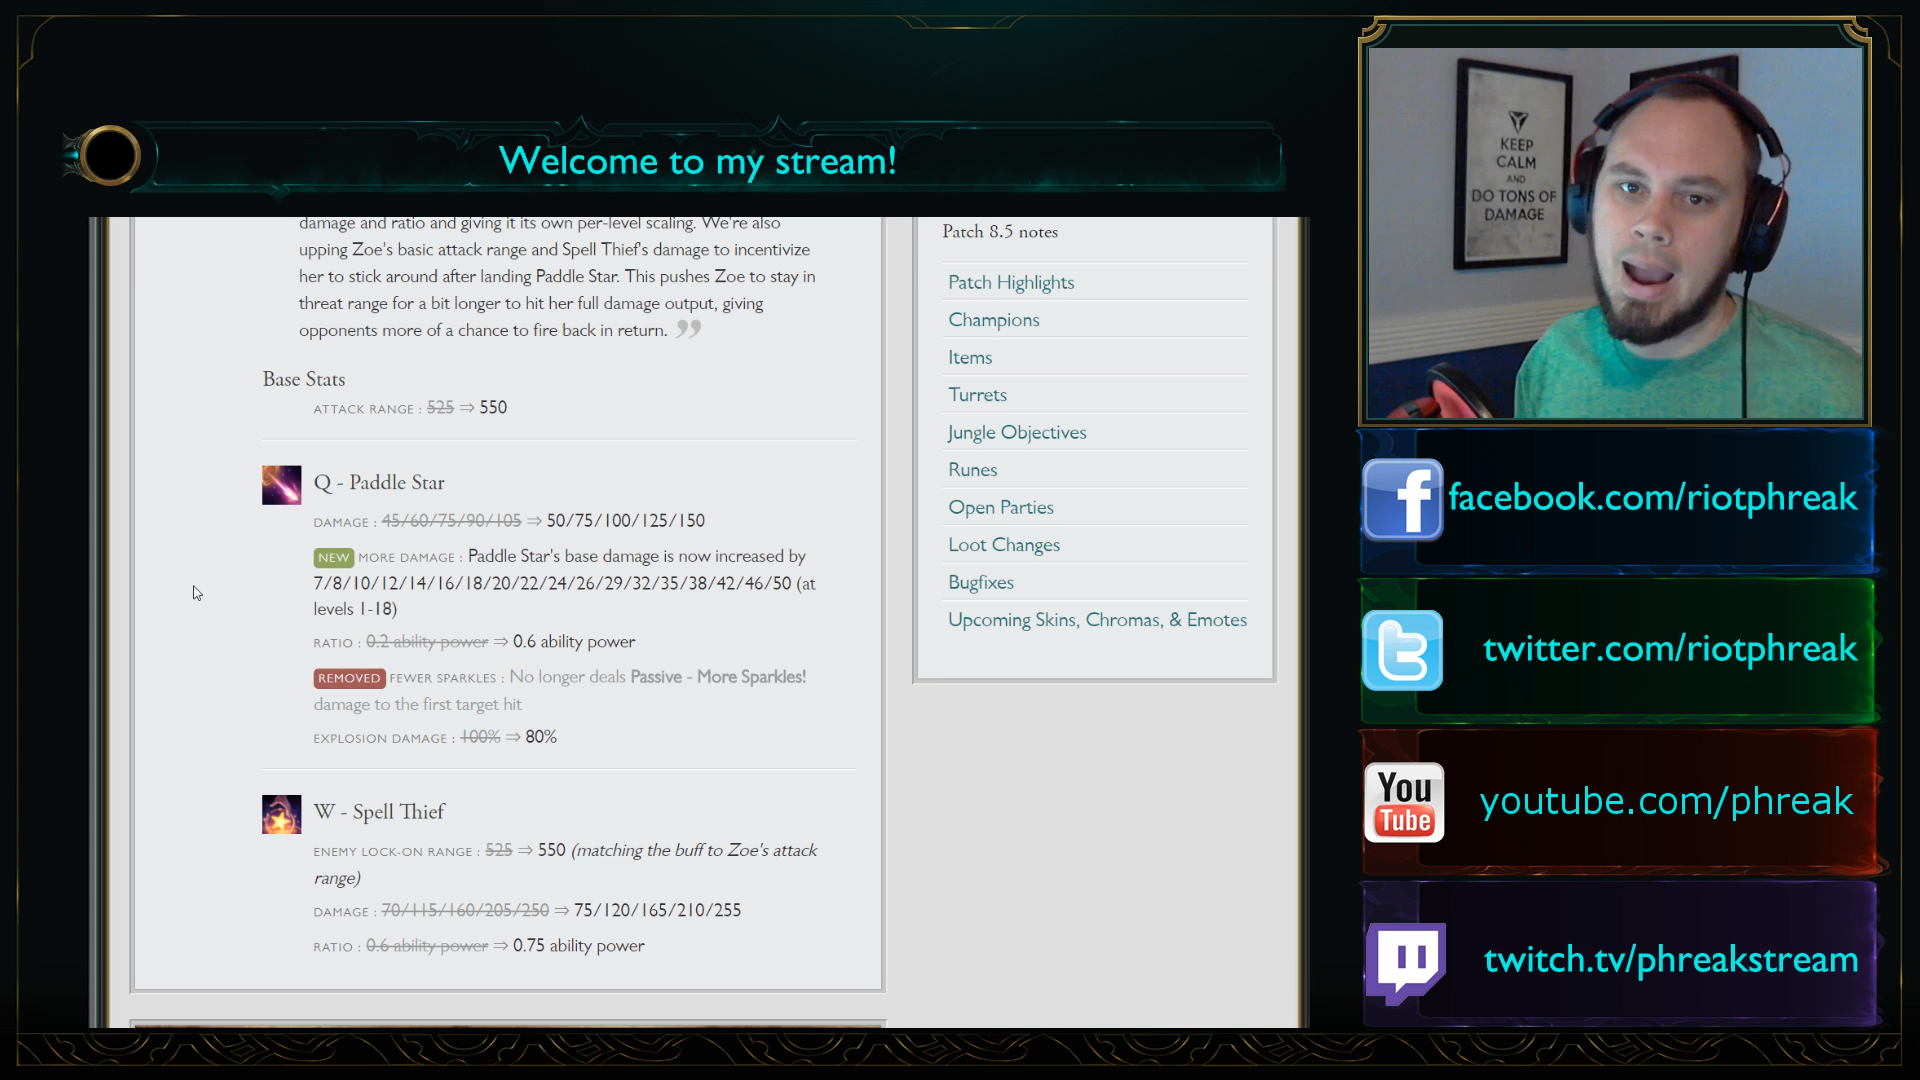 Welcome to my stream!
damage and ratio and giving it its own per-level scaling. We're also
upping Zoe's basic attack range and Spell Thief's damage to incentivize
her to stick around after landing Paddle Star. This pushes Zoe to stay in
threat range for a bit longer to hit her full damage output, giving
opponents more of a chance to fire back in return. ”
Base Stats
ATTACK RANGE : 525 ⇒ 550
Q - Paddle Star
DAMAGE : 45/60/75/90/105 ⇒ 50/75/100/125/150
NEW MORE DAMAGE : Paddle Star's base damage is now increased by
7/8/10/12/14/16/18/20/22/24/26/29/32/35/38/42/46/50 (at
levels 1-18)
RATIO : 0.2 ability power ⇒ 0.6 ability power
REMOVED FEWER SPARKLES : No longer deals Passive - More Sparkles!
damage to the first target hit
EXPLOSION DAMAGE : 100% ⇒ 80%
W - Spell Thief
ENEMY LOCK-ON RANGE : 525 ⇒ 550 (matching the buff to Zoe's attack
range)
DAMAGE : 70/115/160/205/250 ⇒ 75/120/165/210/255
RATIO : 0.6 ability power ⇒ 0.75 ability power
Patch 8.5 notes
Patch Highlights
Champions
Items
Turrets
Jungle Objectives
Runes
Open Parties
Loot Changes
Bugfixes
Upcoming Skins, Chromas, & Emotes
KEEP
CALM
AND
DO TONS OF
DAMAGE
facebook.com/riotphreak
twitter.com/riotphreak
You
Tube
youtube.com/phreak
twitch.tv/phreakstream